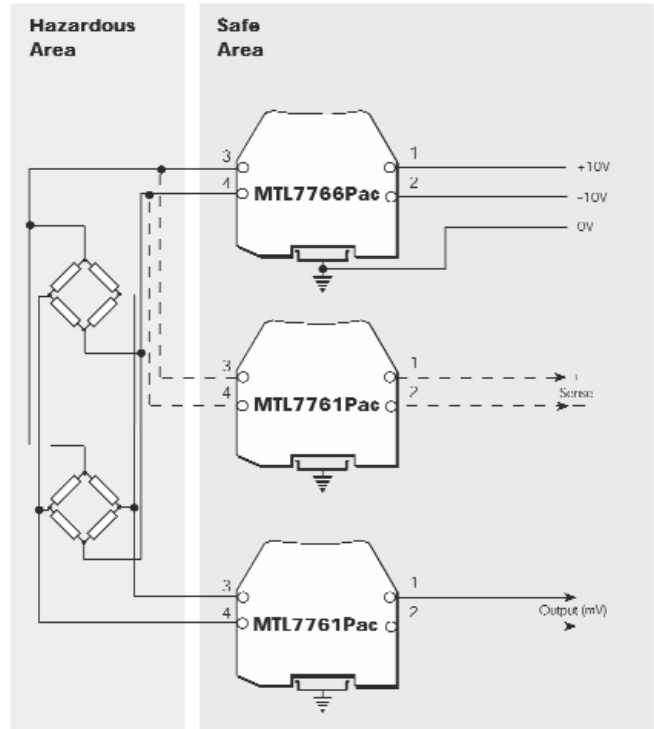 Hazardous
Area
Safe
Area
3
4
MTL7766Pac
1
2
+10V
-10V
0V
3
4
MTL7761Pac
1
2
+
Sense
-
3
4
MTL7761Pac
1
2
Output (mV)